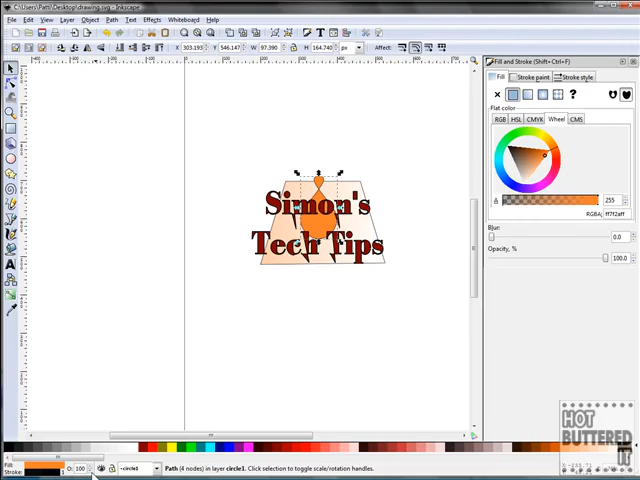 C:\Users\Patti\Desktop\drawing.svg - Inkscape
File Edit View Layer Object Path Text Effects Whiteboard Help
X 303.193 Y 546.147 W 97.390 H 164.740 px Affect:
Fill and Stroke (Shift+Ctrl+F)
Fill Stroke paint Stroke style
?
Flat color
RGB HSL CMYK Wheel CMS
A 255
RGBA: ff7f2aff
Blur:
0.0
Opacity, %
100.0
Simon's
Tech Tips
HOT
BUTTERED
Fill:
Stroke: 1 O: 100 circle1 Path (4 nodes) in layer circle1. Click selection to toggle scale/rotation handles.